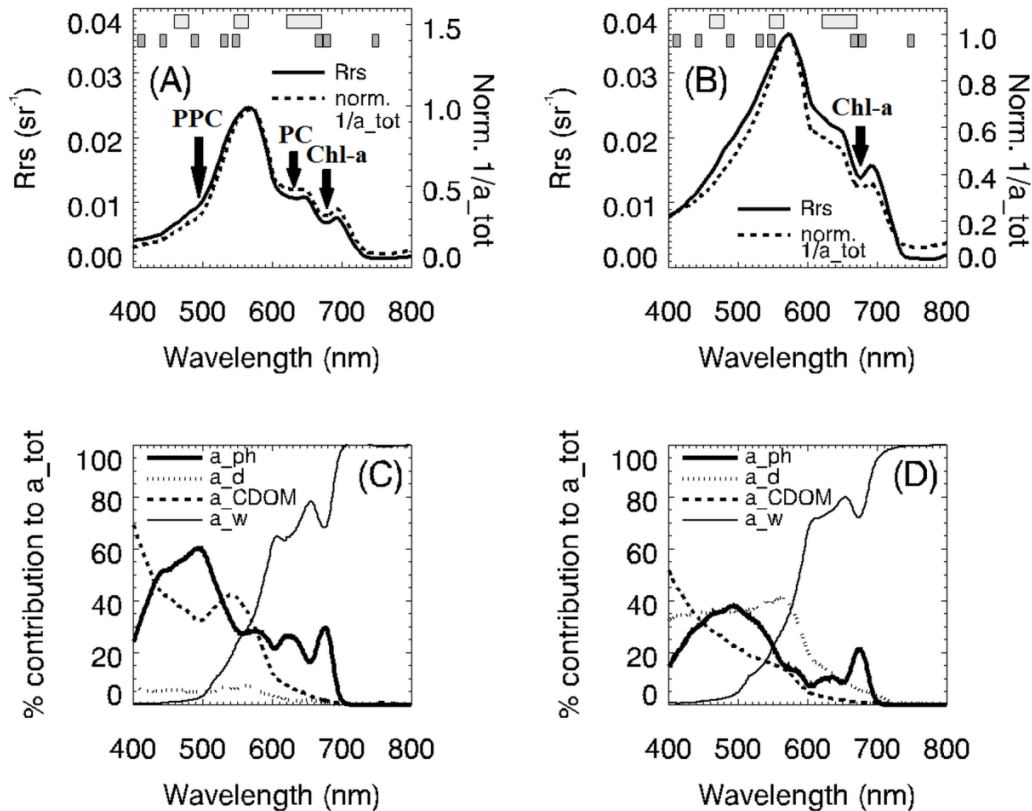 0.04
0.03
0.02
0.01
0.00
Rrs (sr⁻¹)
(A)
Rrs
norm.
1/a_tot
PPC
PC
Chl-a
1.5
1.0
0.5
0.0
Norm. 1/a_tot
400 500 600 700 800
Wavelength (nm)
0.04
0.03
0.02
0.01
0.00
Rrs (sr⁻¹)
(B)
Chl-a
Rrs
norm.
1/a_tot
1.0
0.8
0.6
0.4
0.2
0.0
Norm. 1/a_tot
400 500 600 700 800
Wavelength (nm)
100
80
60
40
20
0
% contribution to a_tot
a_ph
a_d
a_CDOM
a_w
(C)
400 500 600 700 800
Wavelength (nm)
100
80
60
40
20
0
% contribution to a_tot
a_ph
a_d
a_CDOM
a_w
(D)
400 500 600 700 800
Wavelength (nm)